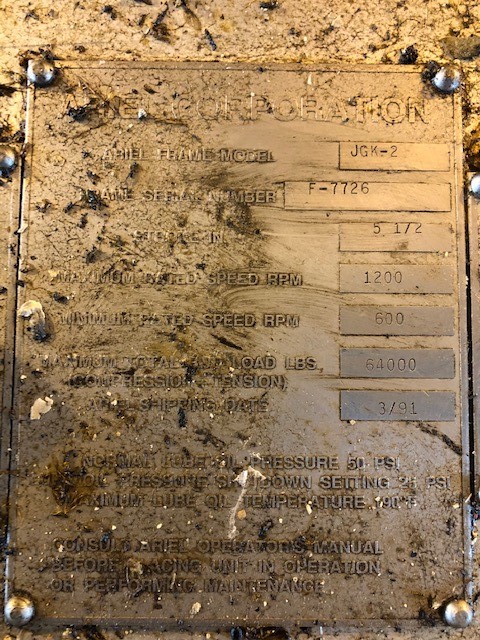 ARIEL CORPORATION
ARIEL FRAME MODEL JGK-2
FRAME SERIAL NUMBER F-7726
STROKE IN. 5 1/2
MAXIMUM RATED SPEED RPM 1200
MINIMUM RATED SPEED RPM 600
MAXIMUM TOTAL ROD LOAD LBS. 64000
(COMPRESSION+TENSION)
ARIEL SHIPPING DATE 3/91
NORMAL LUBE OIL PRESSURE 50 PSI
OIL PRESSURE SHUTDOWN SETTING 25 PSI
MAXIMUM LUBE OIL TEMPERATURE 190°F
CONSULT ARIEL OPERATOR'S MANUAL
BEFORE PLACING UNIT IN OPERATION
OR PERFORMING MAINTENANCE